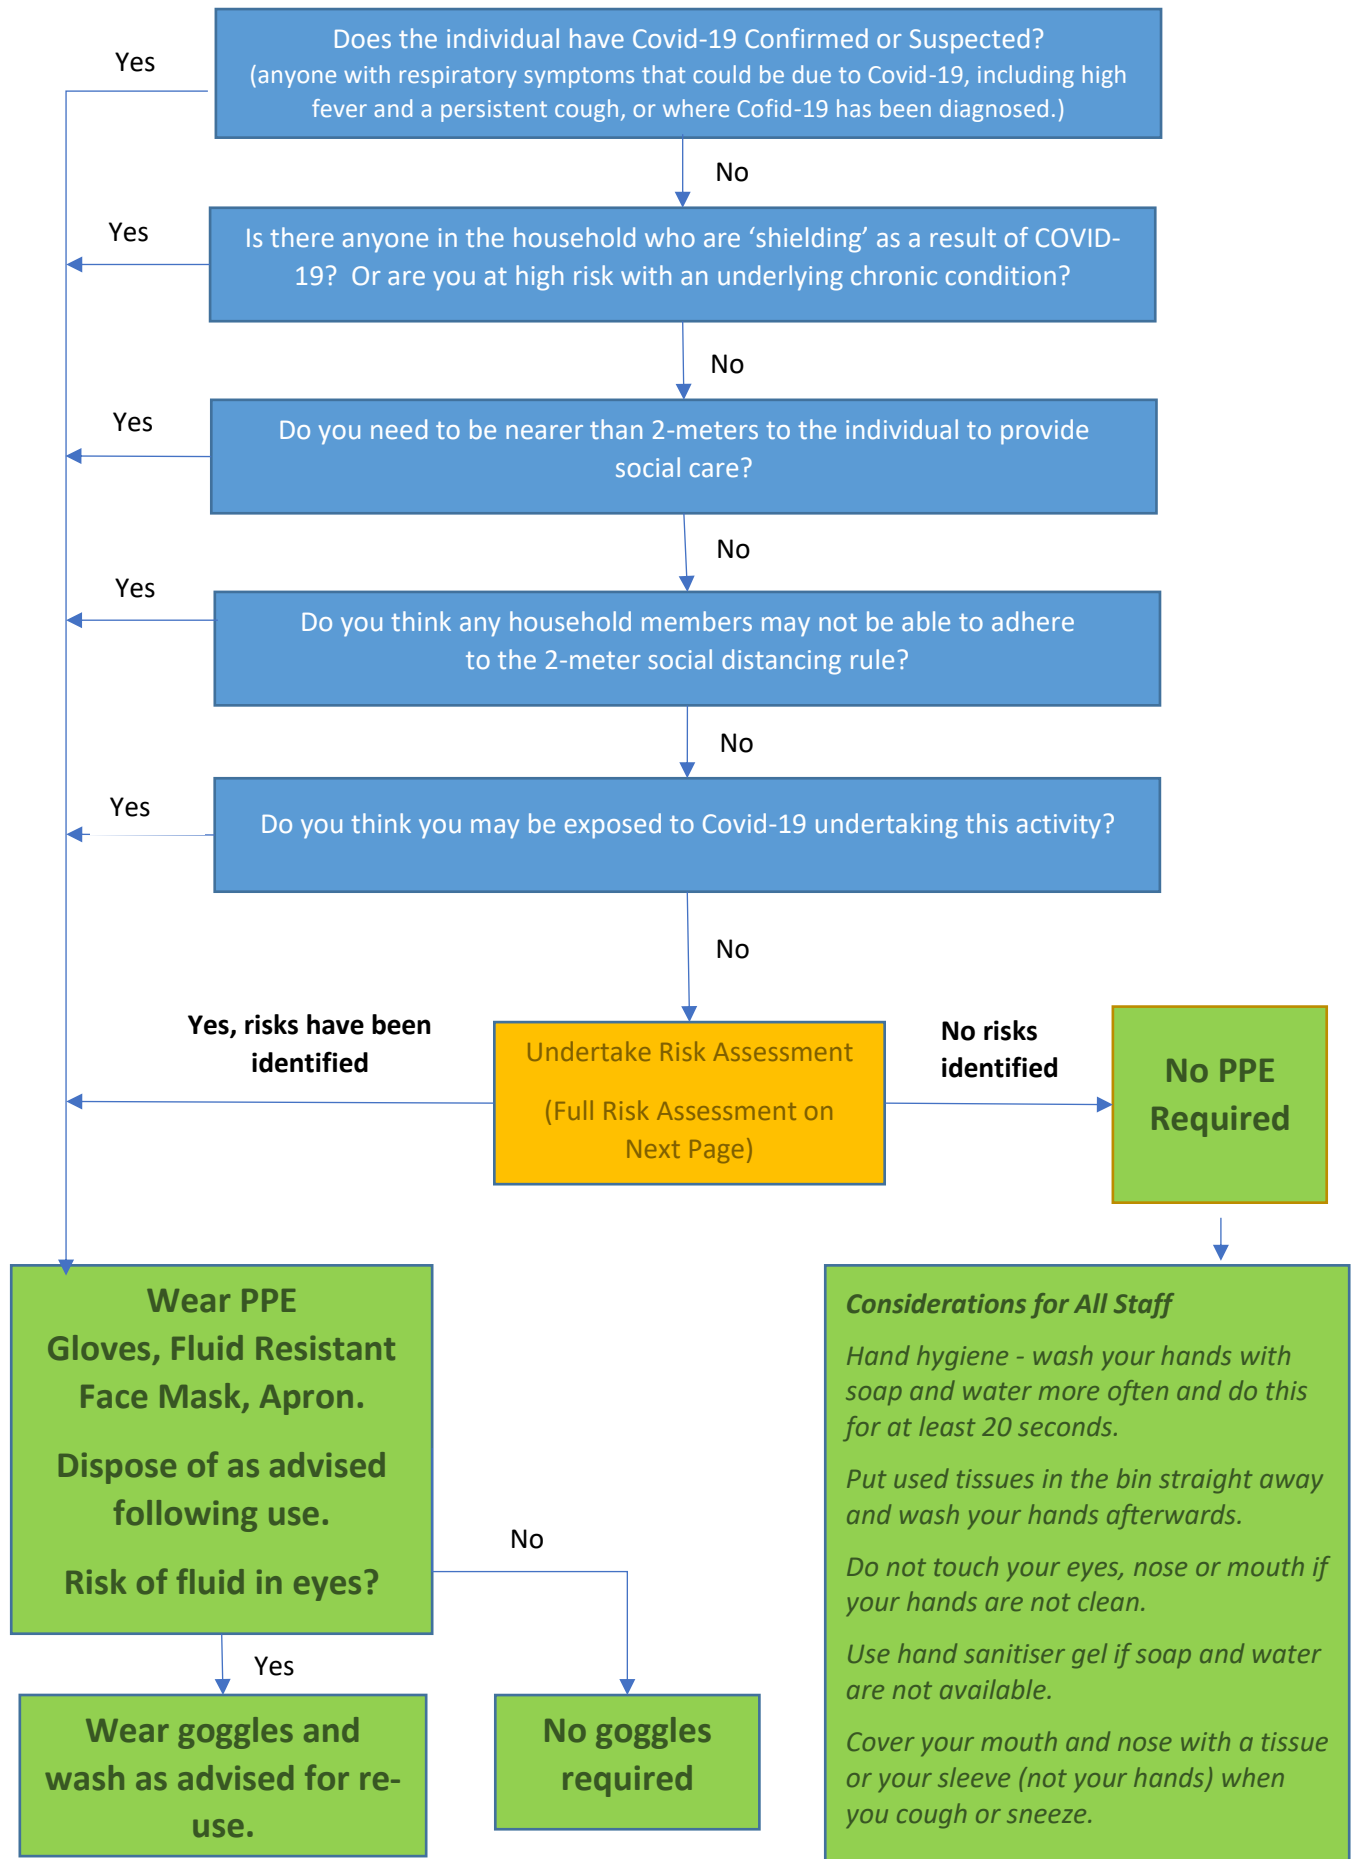 Does the individual have Covid-19 Confirmed or Suspected?
(anyone with respiratory symptoms that could be due to Covid-19, including high
fever and a persistent cough, or where Cofid-19 has been diagnosed.)
Yes
No
Is there anyone in the household who are ‘shielding’ as a result of COVID-
19? Or are you at high risk with an underlying chronic condition?
Yes
No
Do you need to be nearer than 2-meters to the individual to provide
social care?
Yes
No
Do you think any household members may not be able to adhere
to the 2-meter social distancing rule?
Yes
No
Do you think you may be exposed to Covid-19 undertaking this activity?
Yes
No
Undertake Risk Assessment
(Full Risk Assessment on
Next Page)
Yes, risks have been
identified
No risks
identified
No PPE
Required
Wear PPE
Gloves, Fluid Resistant
Face Mask, Apron.
Dispose of as advised
following use.
Risk of fluid in eyes?
No
Yes
Wear goggles and
wash as advised for re-
use.
No goggles
required
Considerations for All Staff
Hand hygiene - wash your hands with
soap and water more often and do this
for at least 20 seconds.
Put used tissues in the bin straight away
and wash your hands afterwards.
Do not touch your eyes, nose or mouth if
your hands are not clean.
Use hand sanitiser gel if soap and water
are not available.
Cover your mouth and nose with a tissue
or your sleeve (not your hands) when
you cough or sneeze.